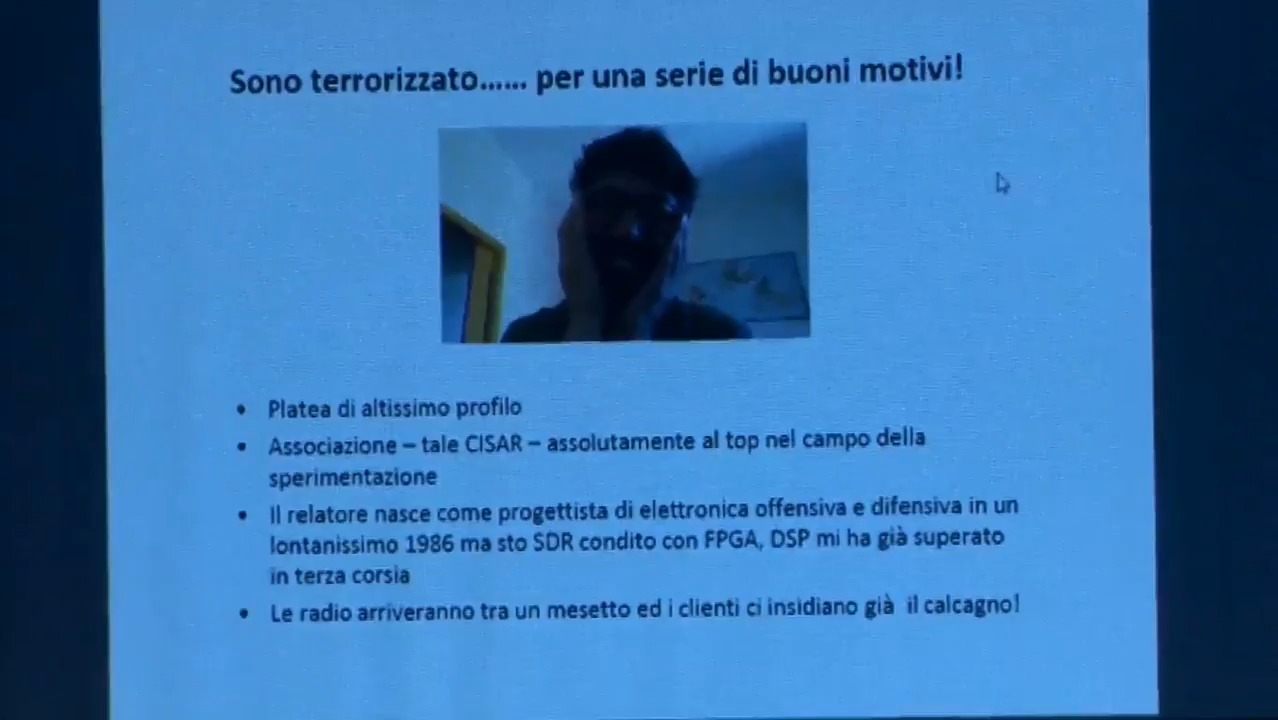 Sono terrorizzato...... per una serie di buoni motivi!
• Platea di altissimo profilo
• Associazione – tale CISAR – assolutamente al top nel campo della
sperimentazione
• Il relatore nasce come progettista di elettronica offensiva e difensiva in un
lontanissimo 1986 ma sto SDR condito con FPGA, DSP mi ha già superato
in terza corsia
• Le radio arriveranno tra un mesetto ed i clienti ci insidiano già il calcagno!